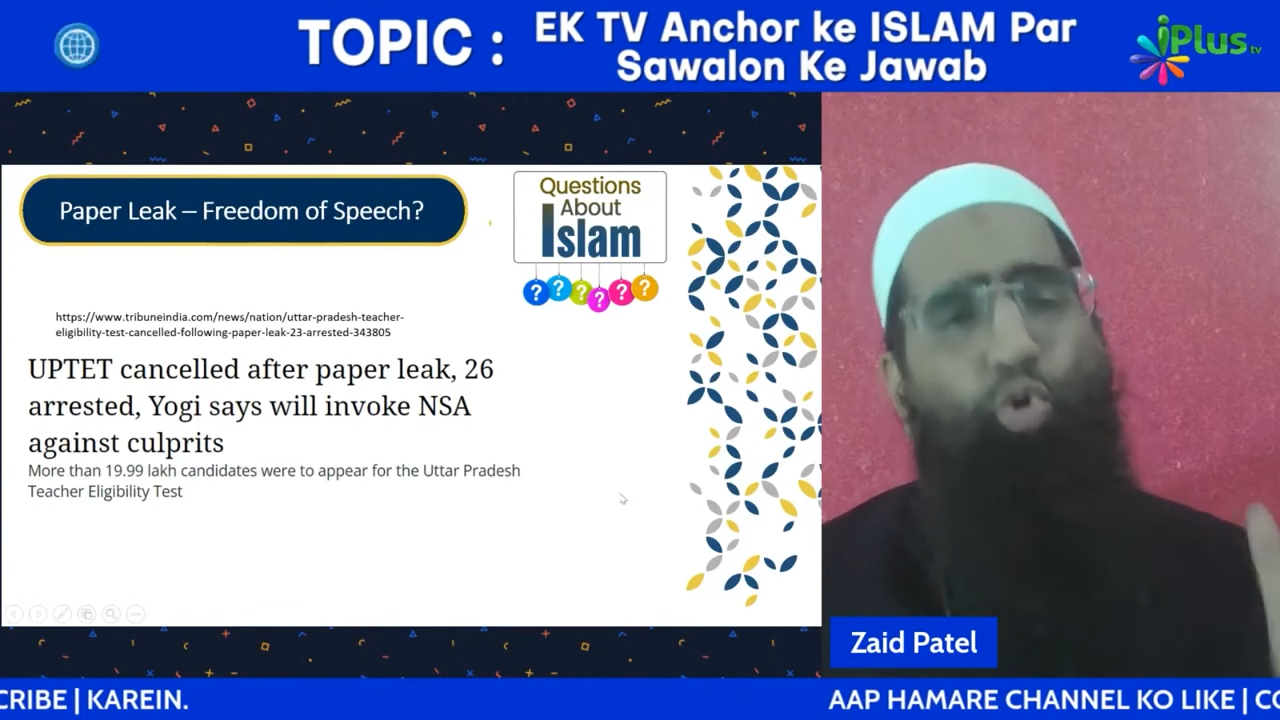 TOPIC : EK TV Anchor ke ISLAM Par
Sawalon Ke Jawab
iPlus tv
Paper Leak – Freedom of Speech?
Questions
About
Islam
? ? ? ? ? ?
https://www.tribuneindia.com/news/nation/uttar-pradesh-teacher-
eligibility-test-cancelled-following-paper-leak-23-arrested-343805
UPTET cancelled after paper leak, 26
arrested, Yogi says will invoke NSA
against culprits
More than 19.99 lakh candidates were to appear for the Uttar Pradesh
Teacher Eligibility Test
Zaid Patel
CRIBE | KAREIN. AAP HAMARE CHANNEL KO LIKE |